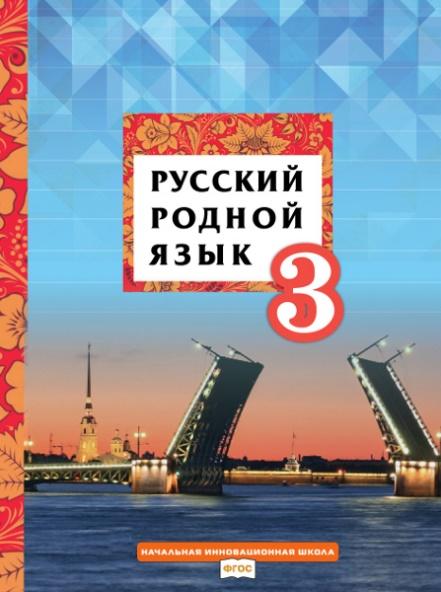 РУССКИЙ
РОДНОЙ
ЯЗЫК
3
НАЧАЛЬНАЯ ИННОВАЦИОННАЯ ШКОЛА
ФГОС